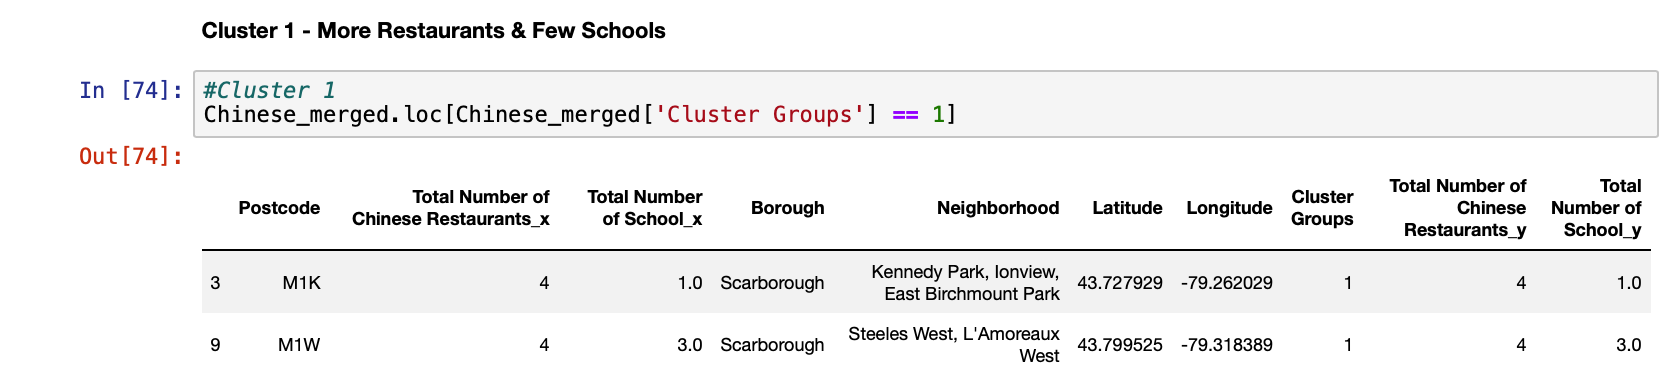 Cluster 1 - More Restaurants & Few Schools
In [74]: #Cluster 1
Chinese_merged.loc[Chinese_merged['Cluster Groups'] == 1]
Out[74]:
Postcode Total Number of Chinese Restaurants_x Total Number of School_x Borough Neighborhood Latitude Longitude Cluster Groups Total Number of Chinese Restaurants_y Total Number of School_y
3 M1K 4 1.0 Scarborough Kennedy Park, Ionview, East Birchmount Park 43.727929 -79.262029 1 4 1.0
9 M1W 4 3.0 Scarborough Steeles West, L'Amoreaux West 43.799525 -79.318389 1 4 3.0